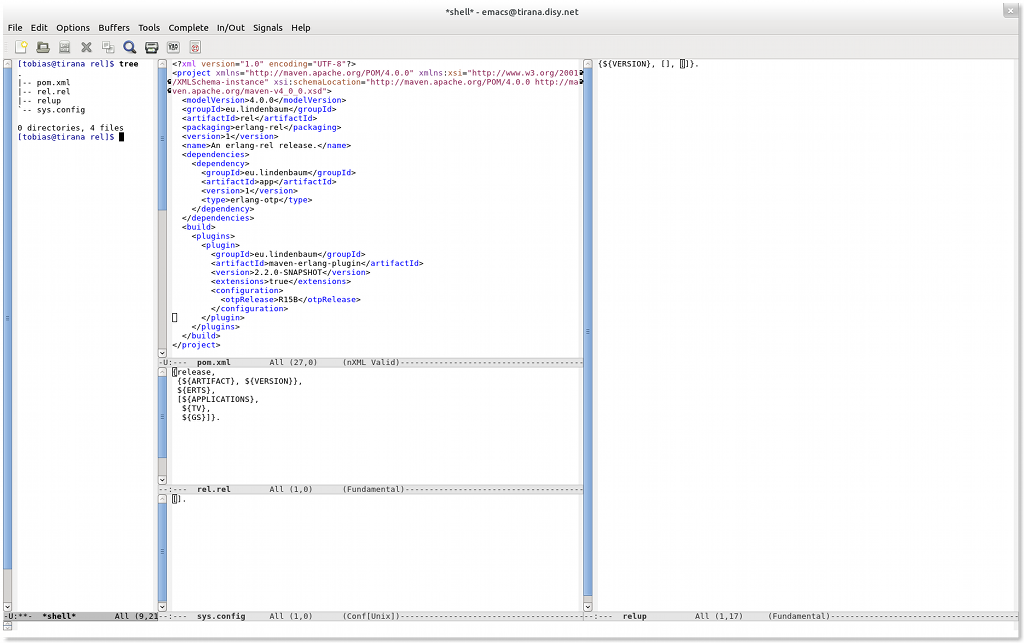 *shell* - emacs@tirana.disy.net
File Edit Options Buffers Tools Complete In/Out Signals Help
[tobias@tirana rel]$ tree
.
|-- pom.xml
|-- rel.rel
|-- relup
`-- sys.config

0 directories, 4 files
[tobias@tirana rel]$
-U:**-  *shell*        All (9,21
<?xml version="1.0" encoding="UTF-8"?>
<project xmlns="http://maven.apache.org/POM/4.0.0" xmlns:xsi="http://www.w3.org/2001
/XMLSchema-instance" xsi:schemaLocation="http://maven.apache.org/POM/4.0.0 http://ma
ven.apache.org/maven-v4_0_0.xsd">
  <modelVersion>4.0.0</modelVersion>
  <groupId>eu.lindenbaum</groupId>
  <artifactId>rel</artifactId>
  <packaging>erlang-rel</packaging>
  <version>1</version>
  <name>An erlang-rel release.</name>
  <dependencies>
    <dependency>
      <groupId>eu.lindenbaum</groupId>
      <artifactId>app</artifactId>
      <version>1</version>
      <type>erlang-otp</type>
    </dependency>
  </dependencies>
  <build>
    <plugins>
      <plugin>
        <groupId>eu.lindenbaum</groupId>
        <artifactId>maven-erlang-plugin</artifactId>
        <version>2.2.0-SNAPSHOT</version>
        <extensions>true</extensions>
        <configuration>
          <otpRelease>R15B</otpRelease>
        </configuration>
      </plugin>
    </plugins>
  </build>
</project>
-U:---  pom.xml        All (27,0)     (nXML Valid)--------------------------------------
{release,
 {${ARTIFACT}, ${VERSION}},
 ${ERTS},
 [${APPLICATIONS},
  ${TV},
  ${GS}]}.
--:---  rel.rel        All (1,0)      (Fundamental)-------------------------------------
[].
--:---  sys.config     All (1,0)      (Conf[Unix])--------------------------------------
{${VERSION}, [], []}.
--:---  relup          All (1,17)     (Fundamental)---------------------------------------